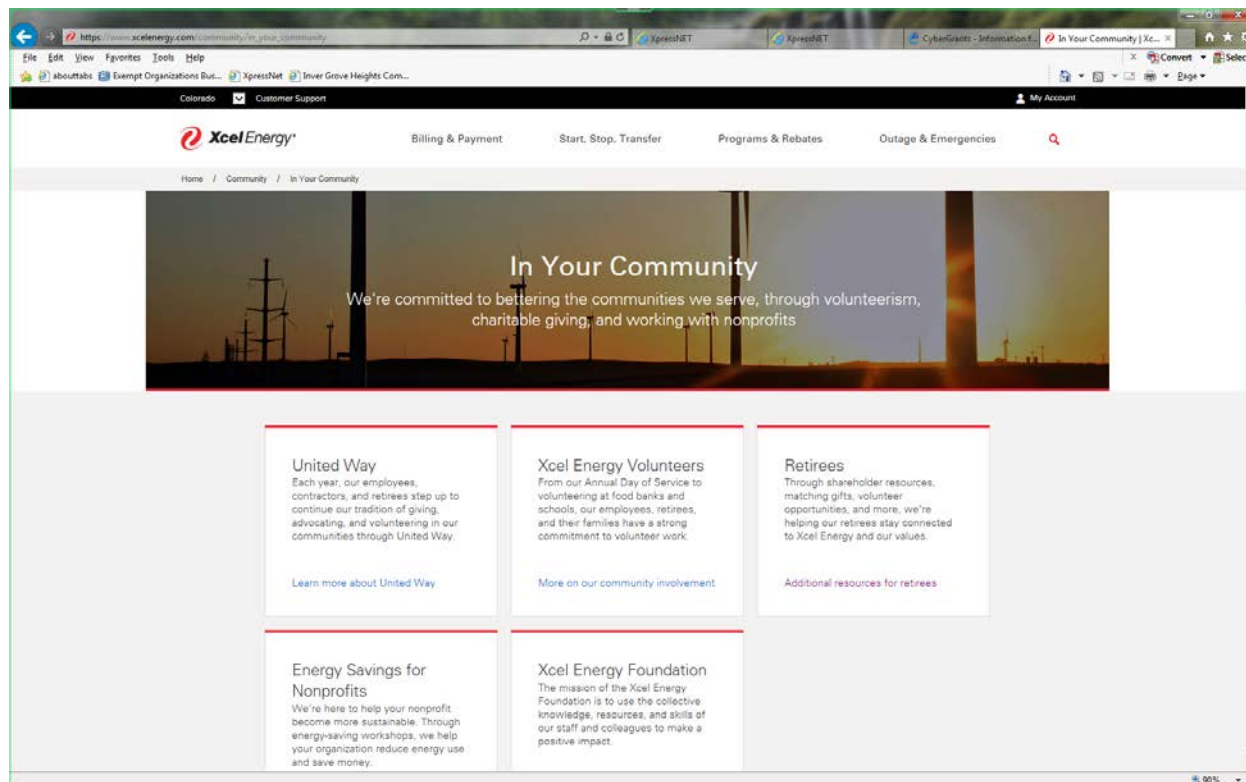 https://www.xcelenergy.com/community/in_your_community
XpressNET
XpressNET
CyberGrants - Information f...
In Your Community | Xc...
File Edit View Favorites Tools Help
Convert
Selec
abouttabs
Exempt Organizations Bus...
XpressNet
Inver Grove Heights Com...
Page
Colorado
Customer Support
My Account
Xcel Energy
Billing & Payment
Start, Stop, Transfer
Programs & Rebates
Outage & Emergencies
Home / Community / In Your Community
In Your Community
We're committed to bettering the communities we serve, through volunteerism,
charitable giving, and working with nonprofits
United Way
Each year, our employees,
contractors, and retirees step up to
continue our tradition of giving,
advocating, and volunteering in our
communities through United Way.
Learn more about United Way
Xcel Energy Volunteers
From our Annual Day of Service to
volunteering at food banks and
schools, our employees, retirees,
and their families have a strong
commitment to volunteer work.
More on our community involvement
Retirees
Through shareholder resources,
matching gifts, volunteer
opportunities, and more, we're
helping our retirees stay connected
to Xcel Energy and our values.
Additional resources for retirees
Energy Savings for
Nonprofits
We're here to help your nonprofit
become more sustainable. Through
energy-saving workshops, we help
your organization reduce energy use
and save money.
Xcel Energy Foundation
The mission of the Xcel Energy
Foundation is to use the collective
knowledge, resources, and skills of
our staff and colleagues to make a
positive impact.
90%